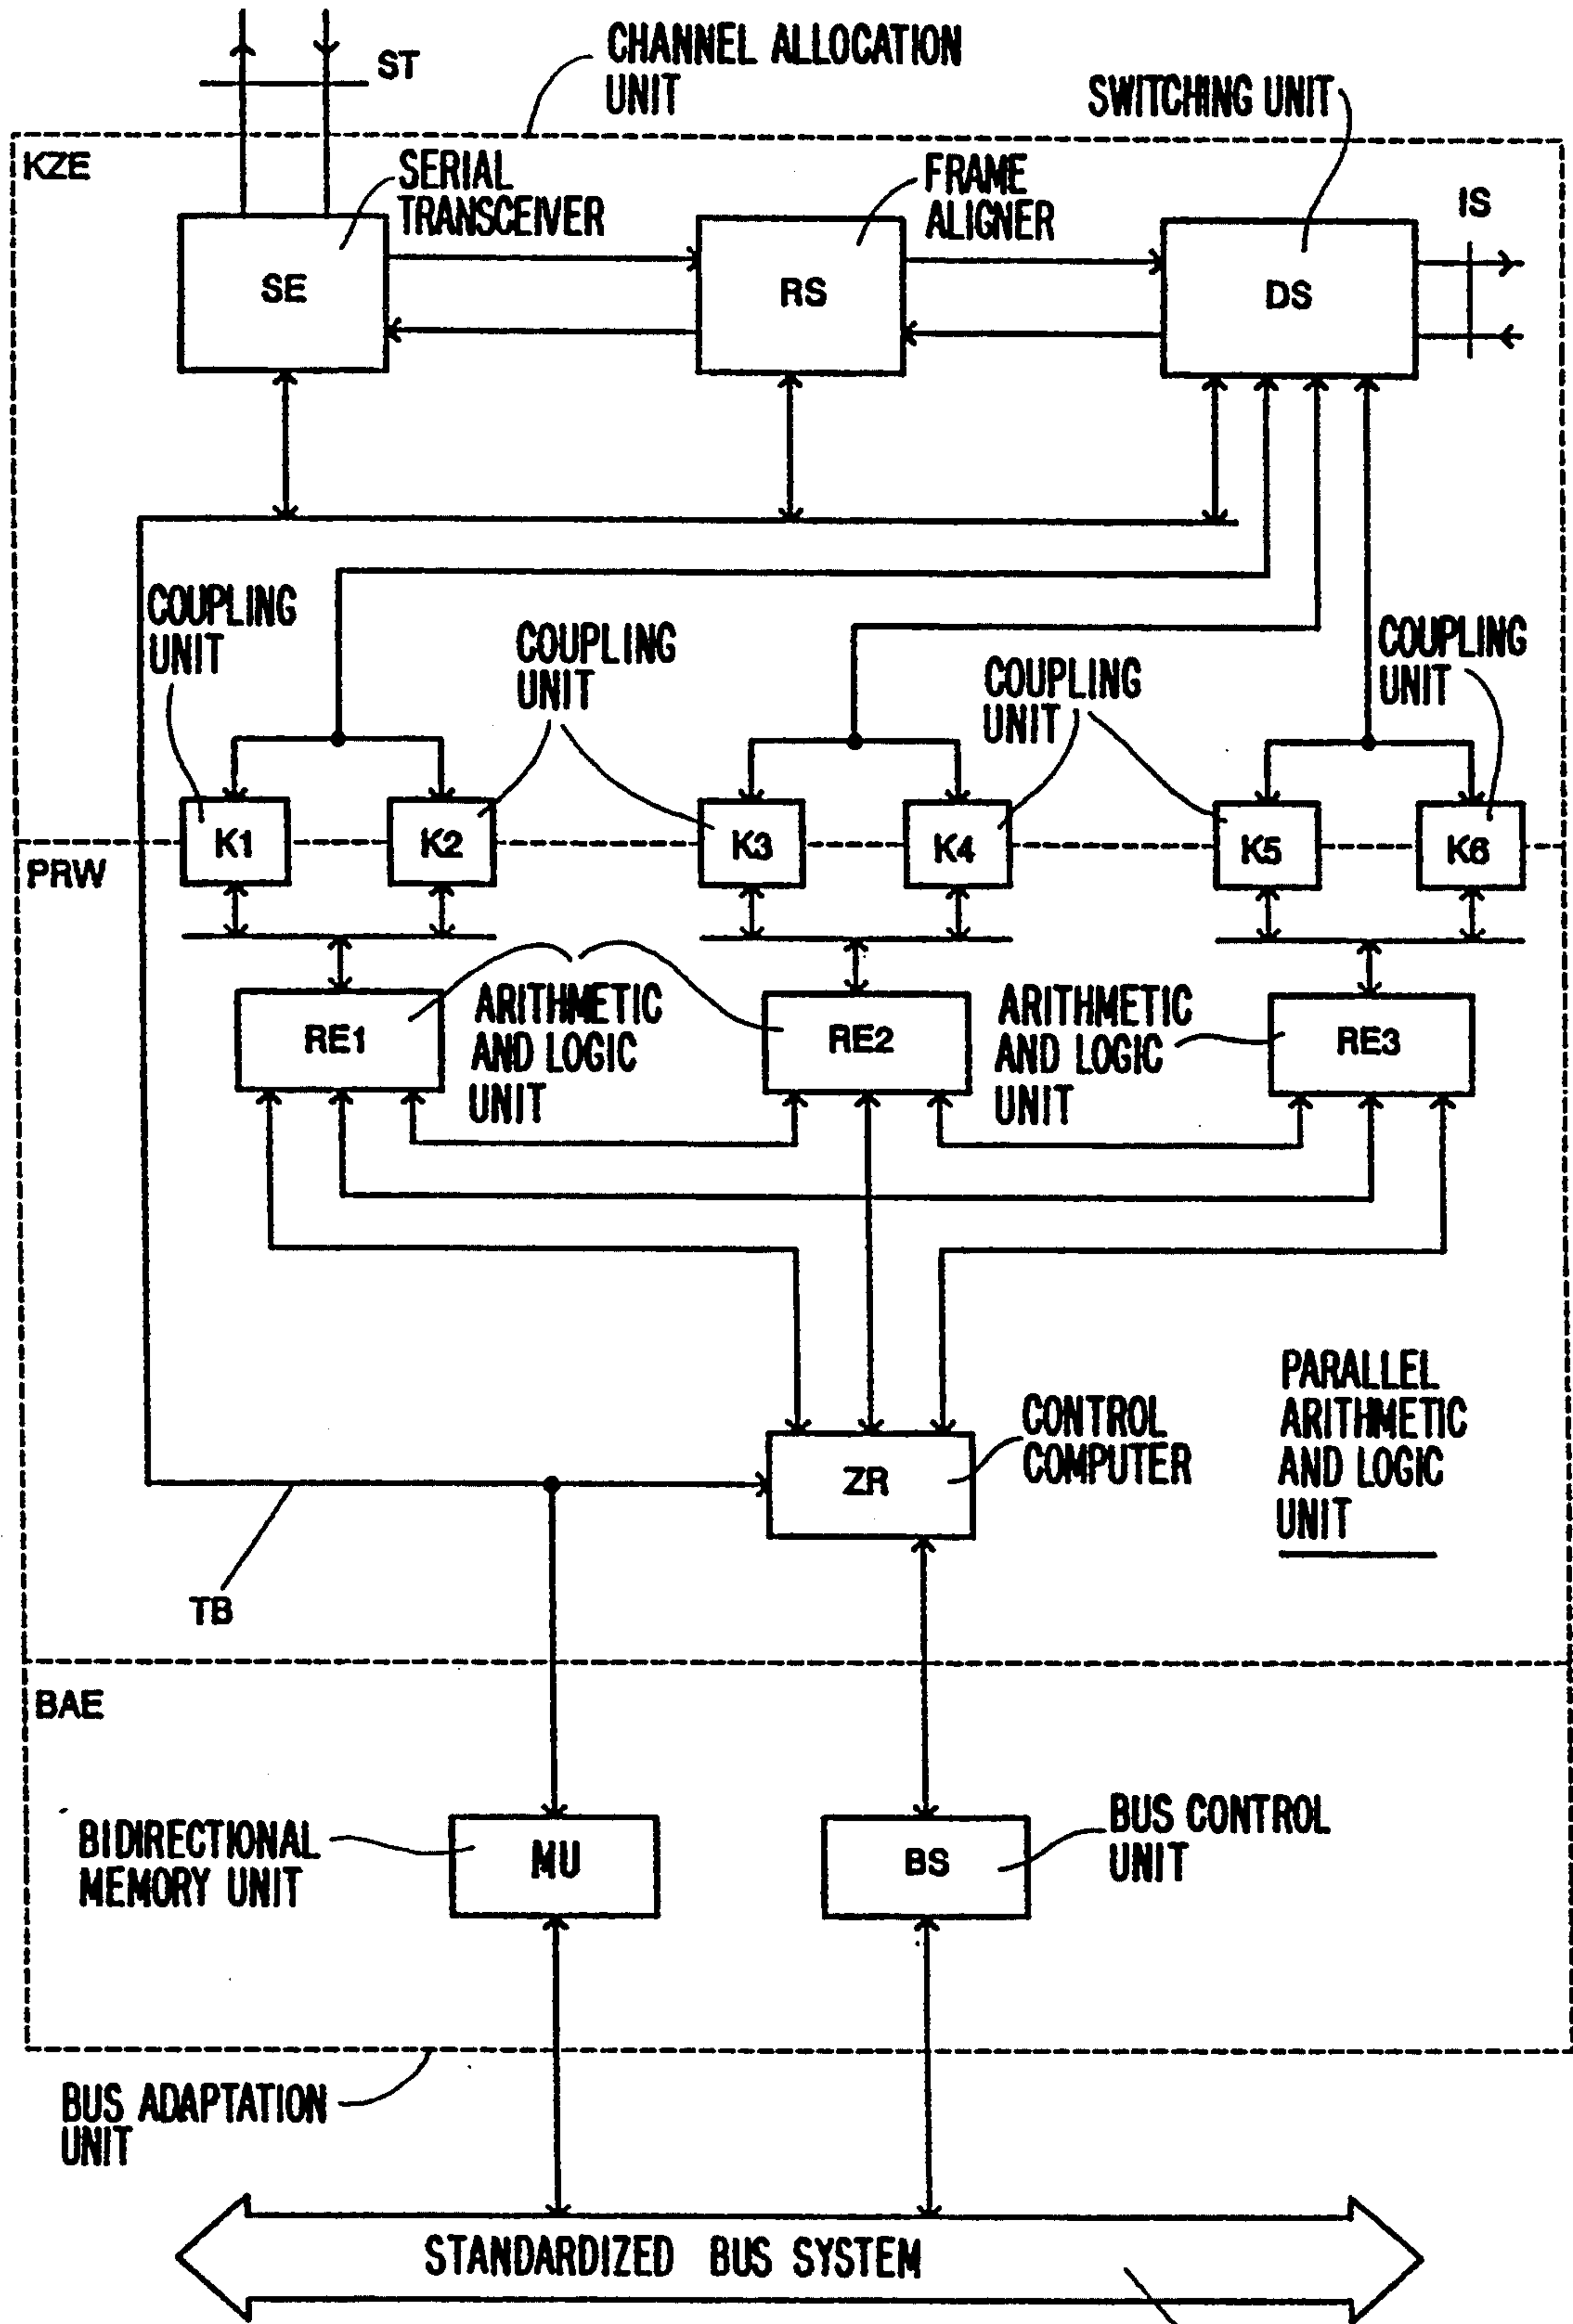 ST
CHANNEL ALLOCATION
UNIT
SWITCHING UNIT
KZE
SERIAL
TRANSCEIVER
FRAME
ALIGNER
IS
SE
RS
DS
COUPLING
UNIT
COUPLING
UNIT
COUPLING
UNIT
COUPLING
UNIT
K1
K2
K3
K4
K5
K6
PRW
RE1
ARITHMETIC
AND LOGIC
UNIT
RE2
ARITHMETIC
AND LOGIC
UNIT
RE3
PARALLEL
ARITHMETIC
AND LOGIC
UNIT
CONTROL
COMPUTER
ZR
TB
BAE
BIDIRECTIONAL
MEMORY UNIT
MU
BS
BUS CONTROL
UNIT
BUS ADAPTATION
UNIT
STANDARDIZED BUS SYSTEM